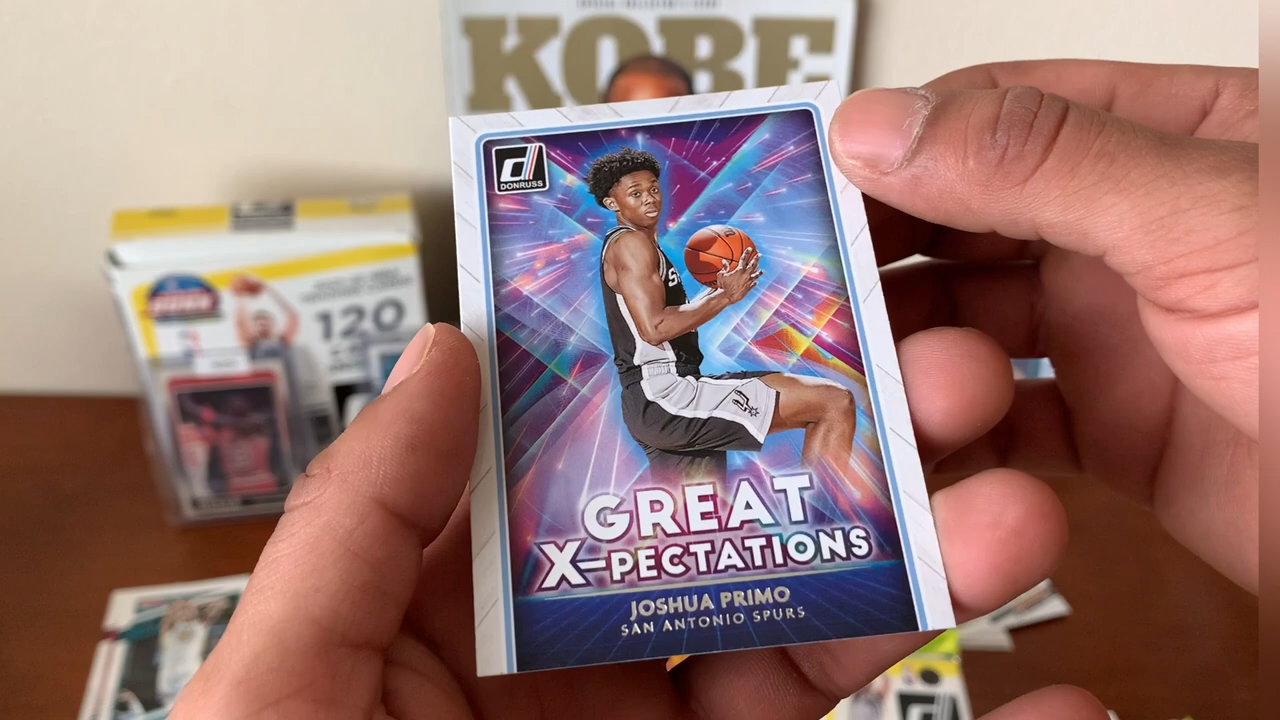 KOBE
DONRUSS
120
GREAT
X-PECTATIONS
JOSHUA PRIMO
SAN ANTONIO SPURS